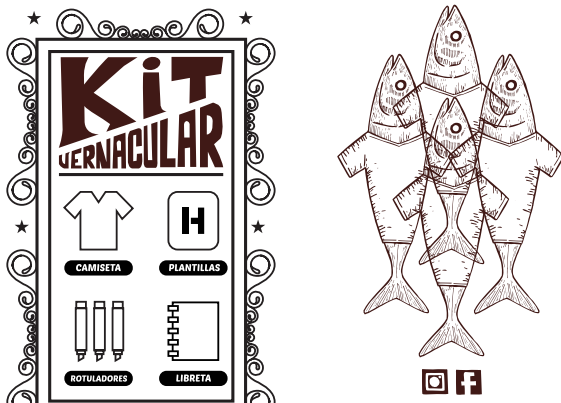 KiT
VERNACULAR
H
CAMISETA
PLANTILLAS
ROTULADORES
LIBRETA